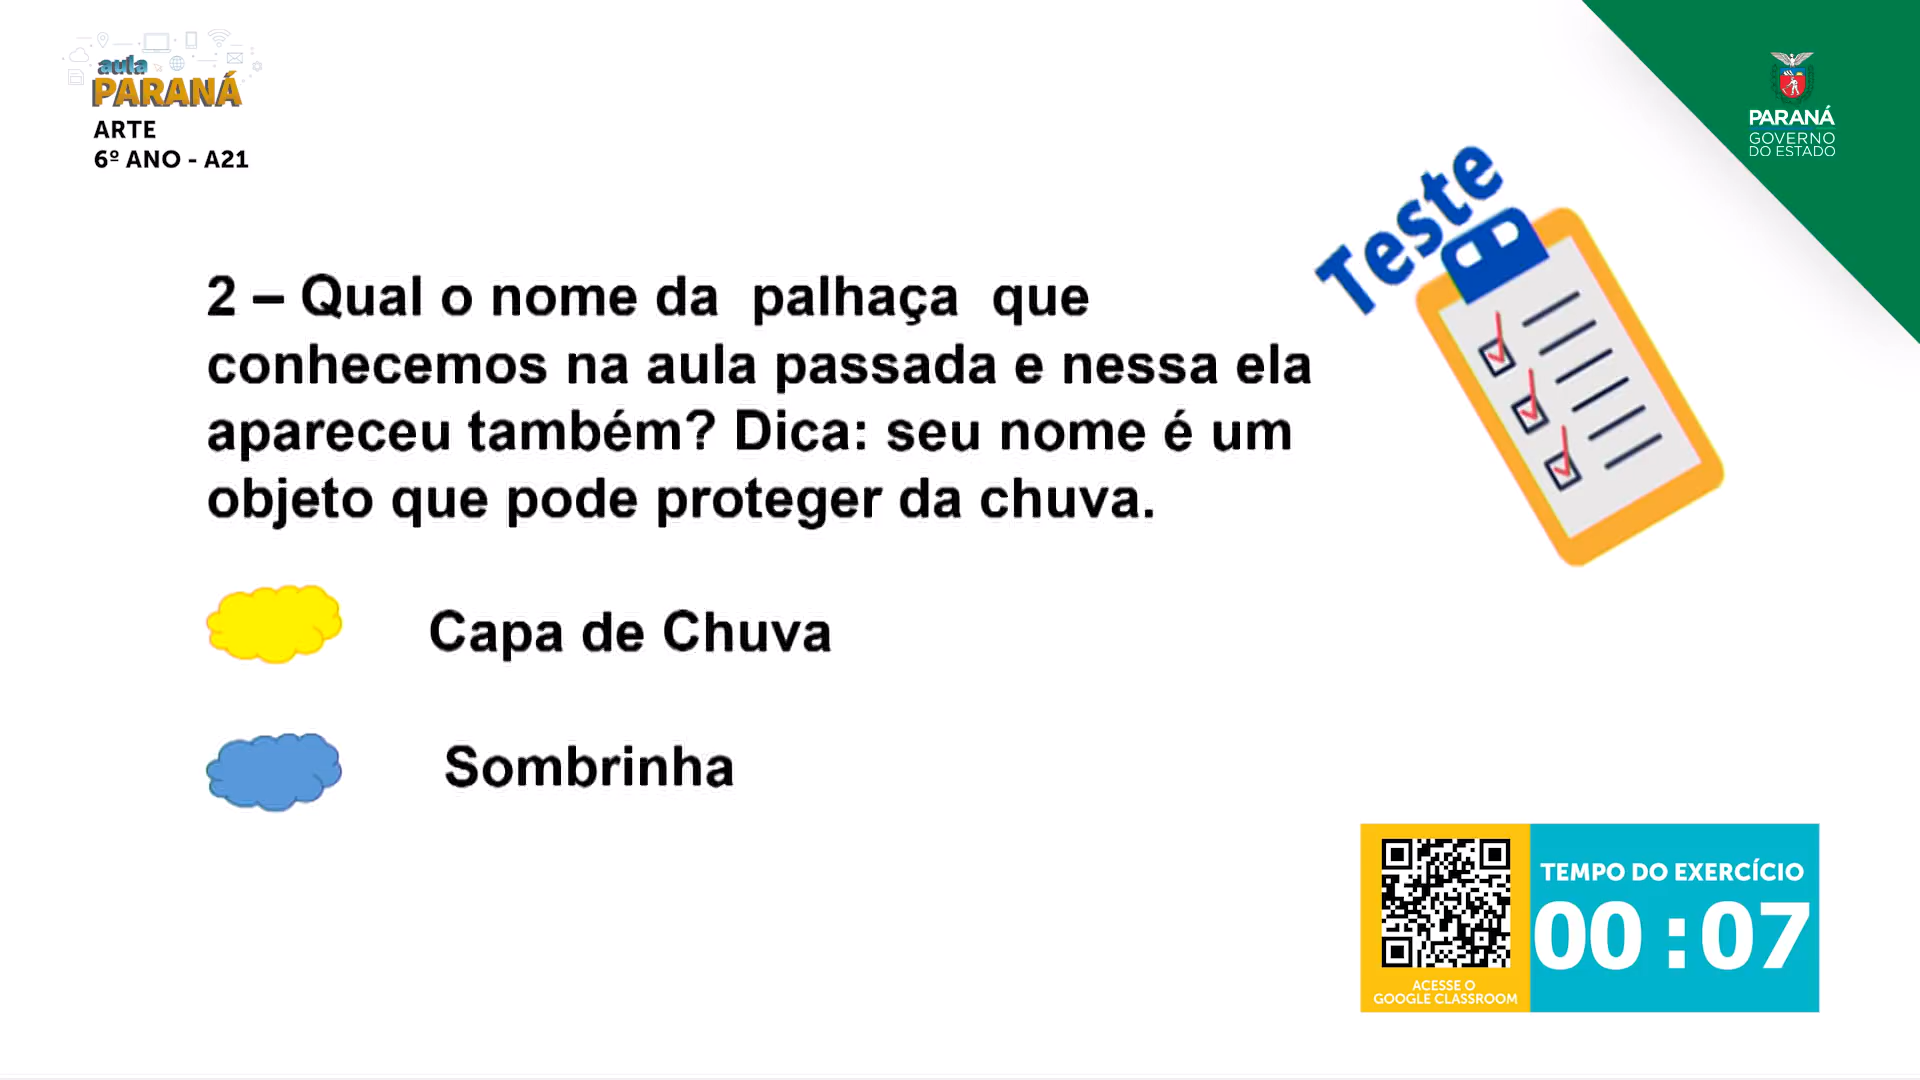 aula
PARANÁ
ARTE
6º ANO - A21
PARANÁ
GOVERNO
DO ESTADO
Teste
2 – Qual o nome da palhaça que
conhecemos na aula passada e nessa ela
apareceu também? Dica: seu nome é um
objeto que pode proteger da chuva.
Capa de Chuva
Sombrinha
ACESSE O
GOOGLE CLASSROOM
TEMPO DO EXERCÍCIO
00 : 07